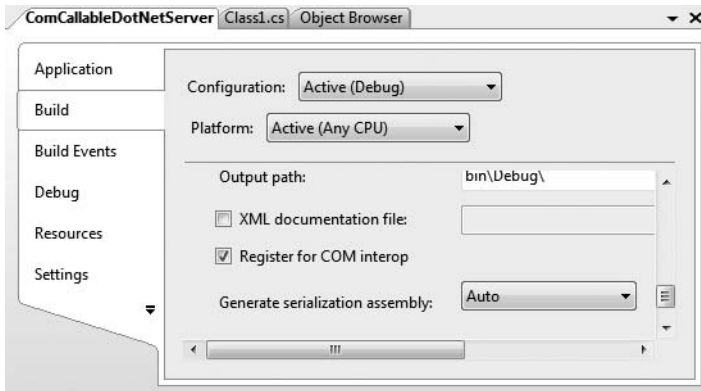 ComCallableDotNetServer Class1.cs Object Browser
Application
Configuration: Active (Debug)
Build
Platform: Active (Any CPU)
Build Events
Output path: bin\Debug\
Debug
XML documentation file:
Resources
Register for COM interop
Settings
Generate serialization assembly: Auto